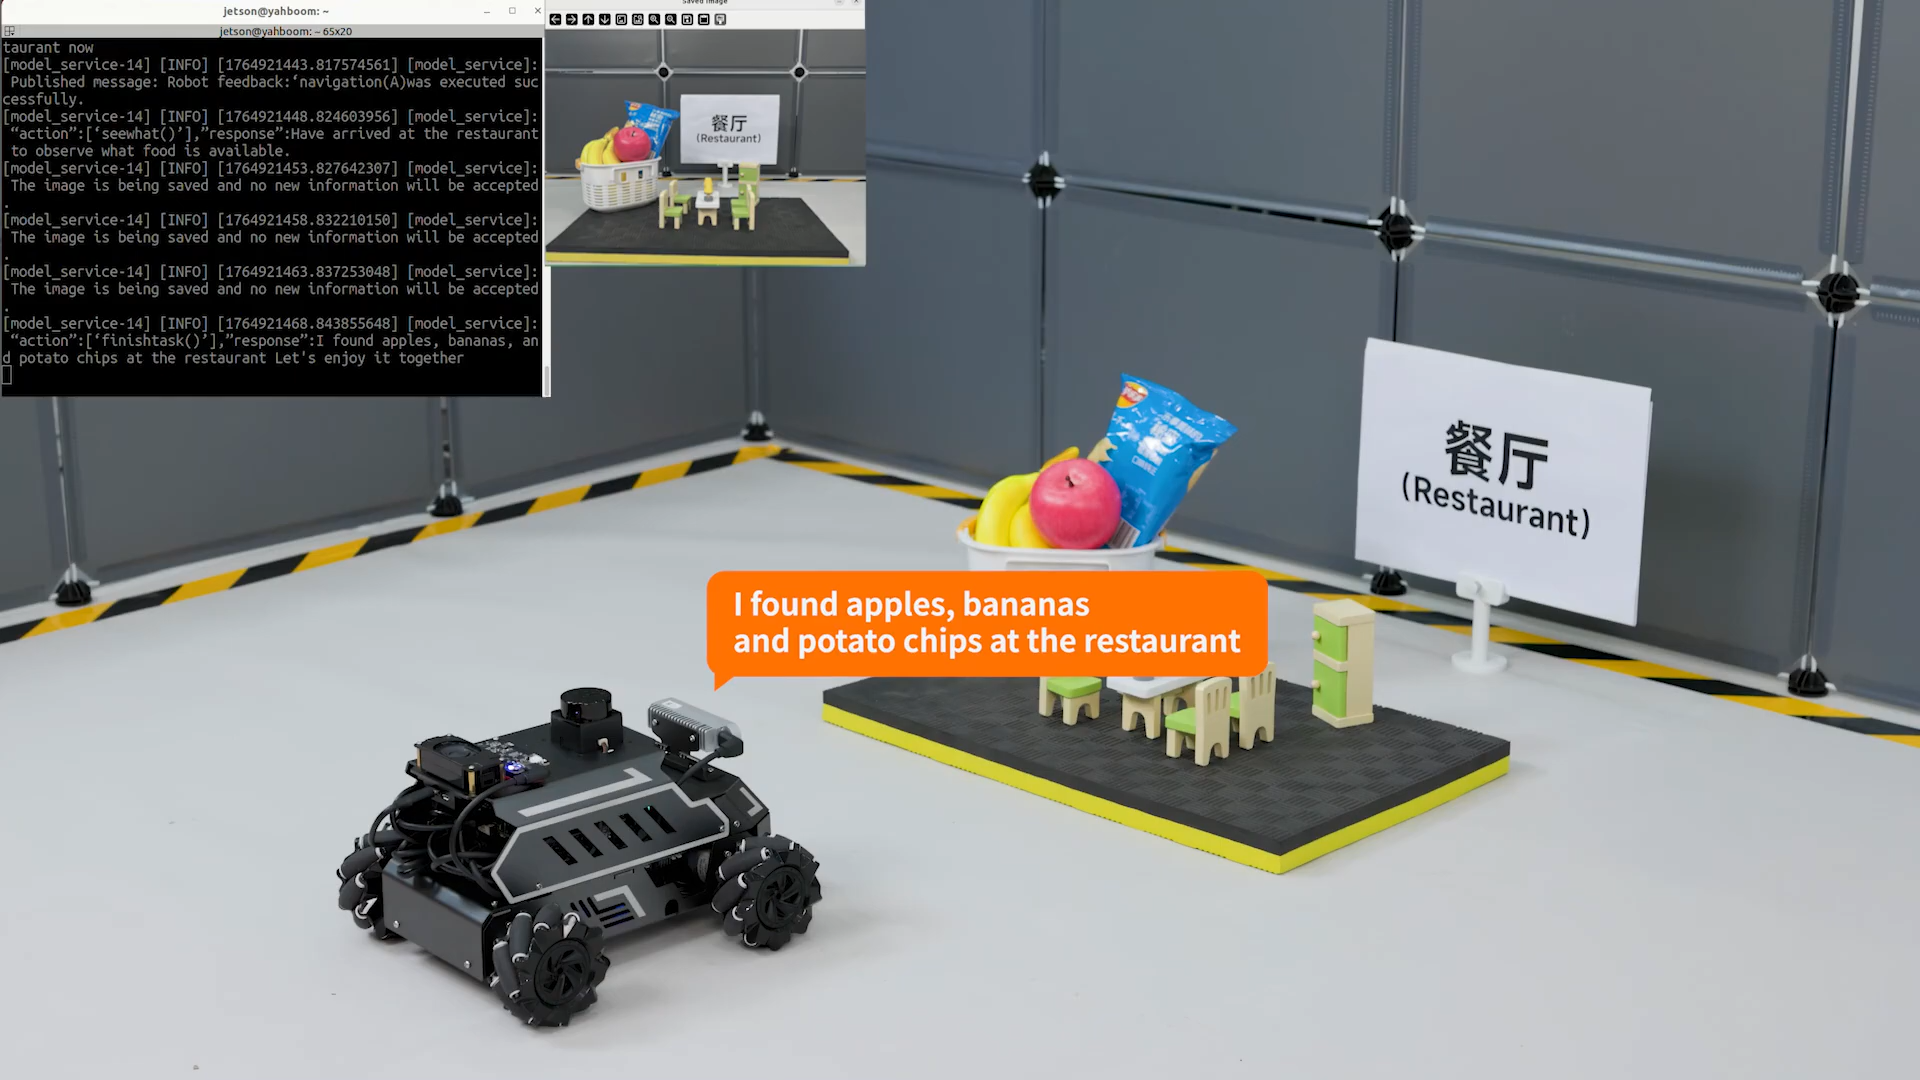 jetson@yahboom: ~
jetson@yahboom: ~ 65x20
taurant now
[model_service-14] [INFO] [1764921443.817574561] [model_service]:
Published message: Robot feedback:‘navigation(A)was executed suc
cessfully.
[model_service-14] [INFO] [1764921448.824603956] [model_service]:
“action”:[‘seewhat()’],”response”:Have arrived at the restaurant
to observe what food is available.
[model_service-14] [INFO] [1764921453.827642307] [model_service]:
The image is being saved and no new information will be accepted
.
[model_service-14] [INFO] [1764921458.832210150] [model_service]:
The image is being saved and no new information will be accepted
.
[model_service-14] [INFO] [1764921463.837253048] [model_service]:
The image is being saved and no new information will be accepted
.
[model_service-14] [INFO] [1764921468.843855648] [model_service]:
“action”:[‘finishtask()’],”response”:I found apples, bananas, an
d potato chips at the restaurant Let's enjoy it together
Saved Image
餐厅
(Restaurant)
餐厅
(Restaurant)
I found apples, bananas
and potato chips at the restaurant